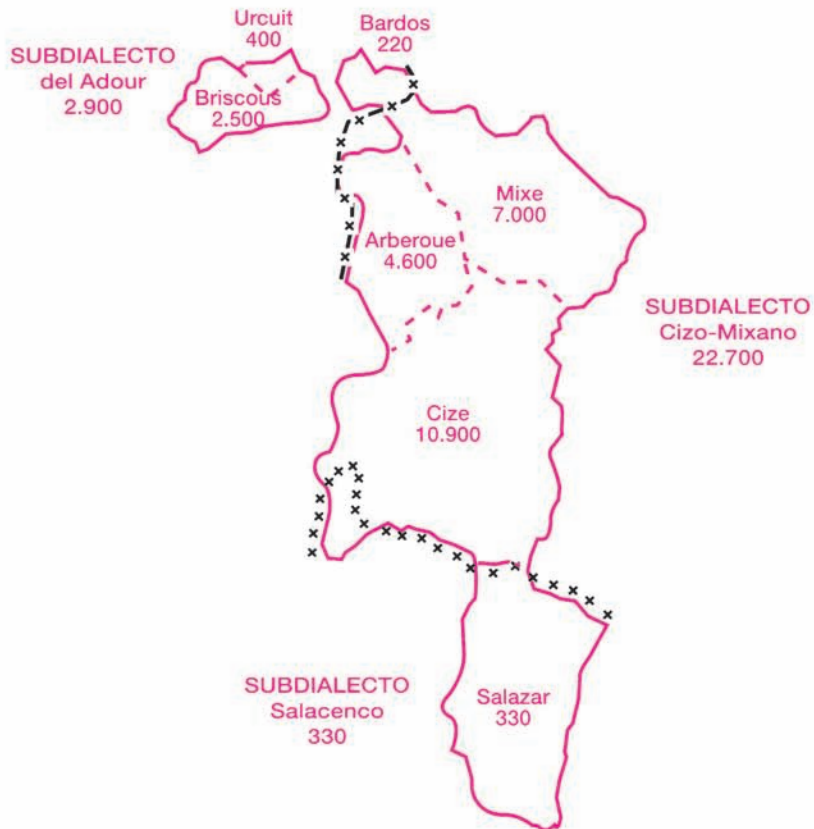 Urcuit
400
Bardos
220
SUBDIALECTO
del Adour
2.900
Briscous
2.500
Mixe
7.000
Arberoue
4.600
SUBDIALECTO
Cizo-Mixano
22.700
Cize
10.900
SUBDIALECTO
Salacenco
330
Salazar
330